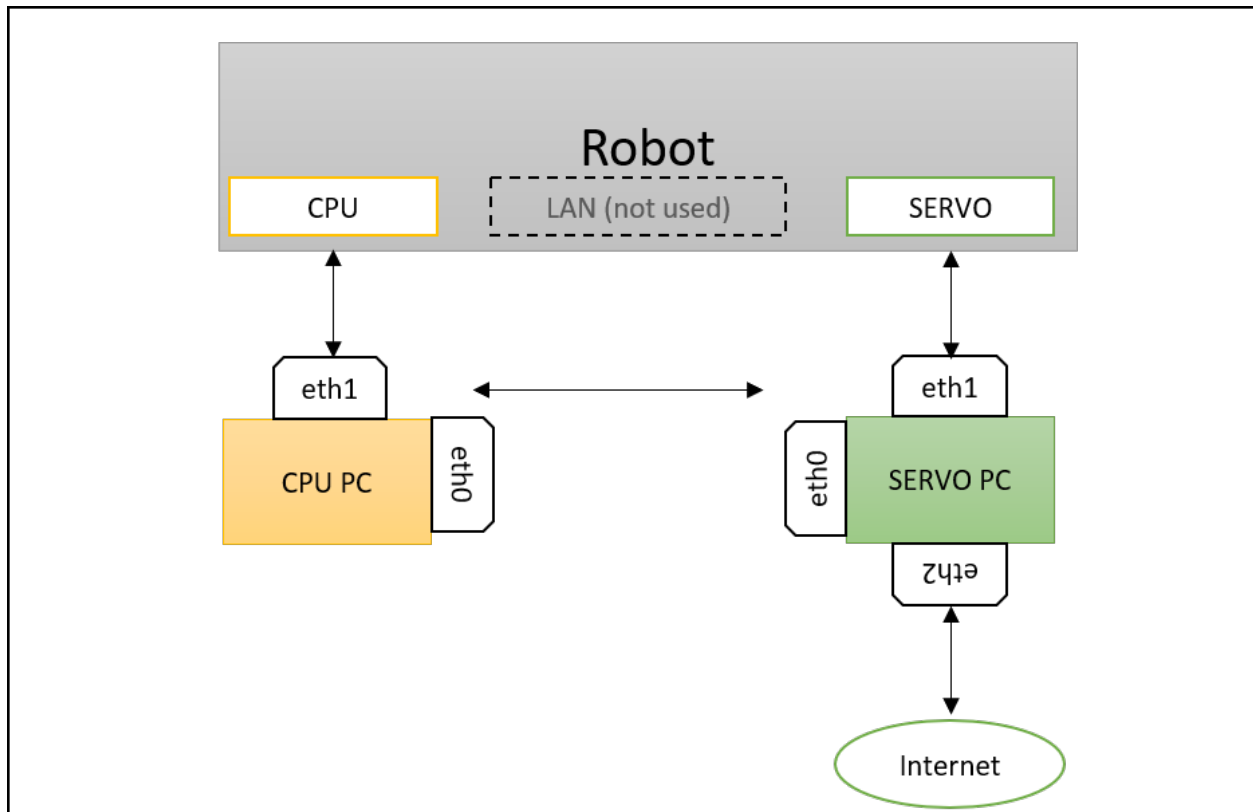 Robot
CPU
LAN (not used)
SERVO
eth1
eth1
CPU PC
eth0
eth0
SERVO PC
eth2
Internet